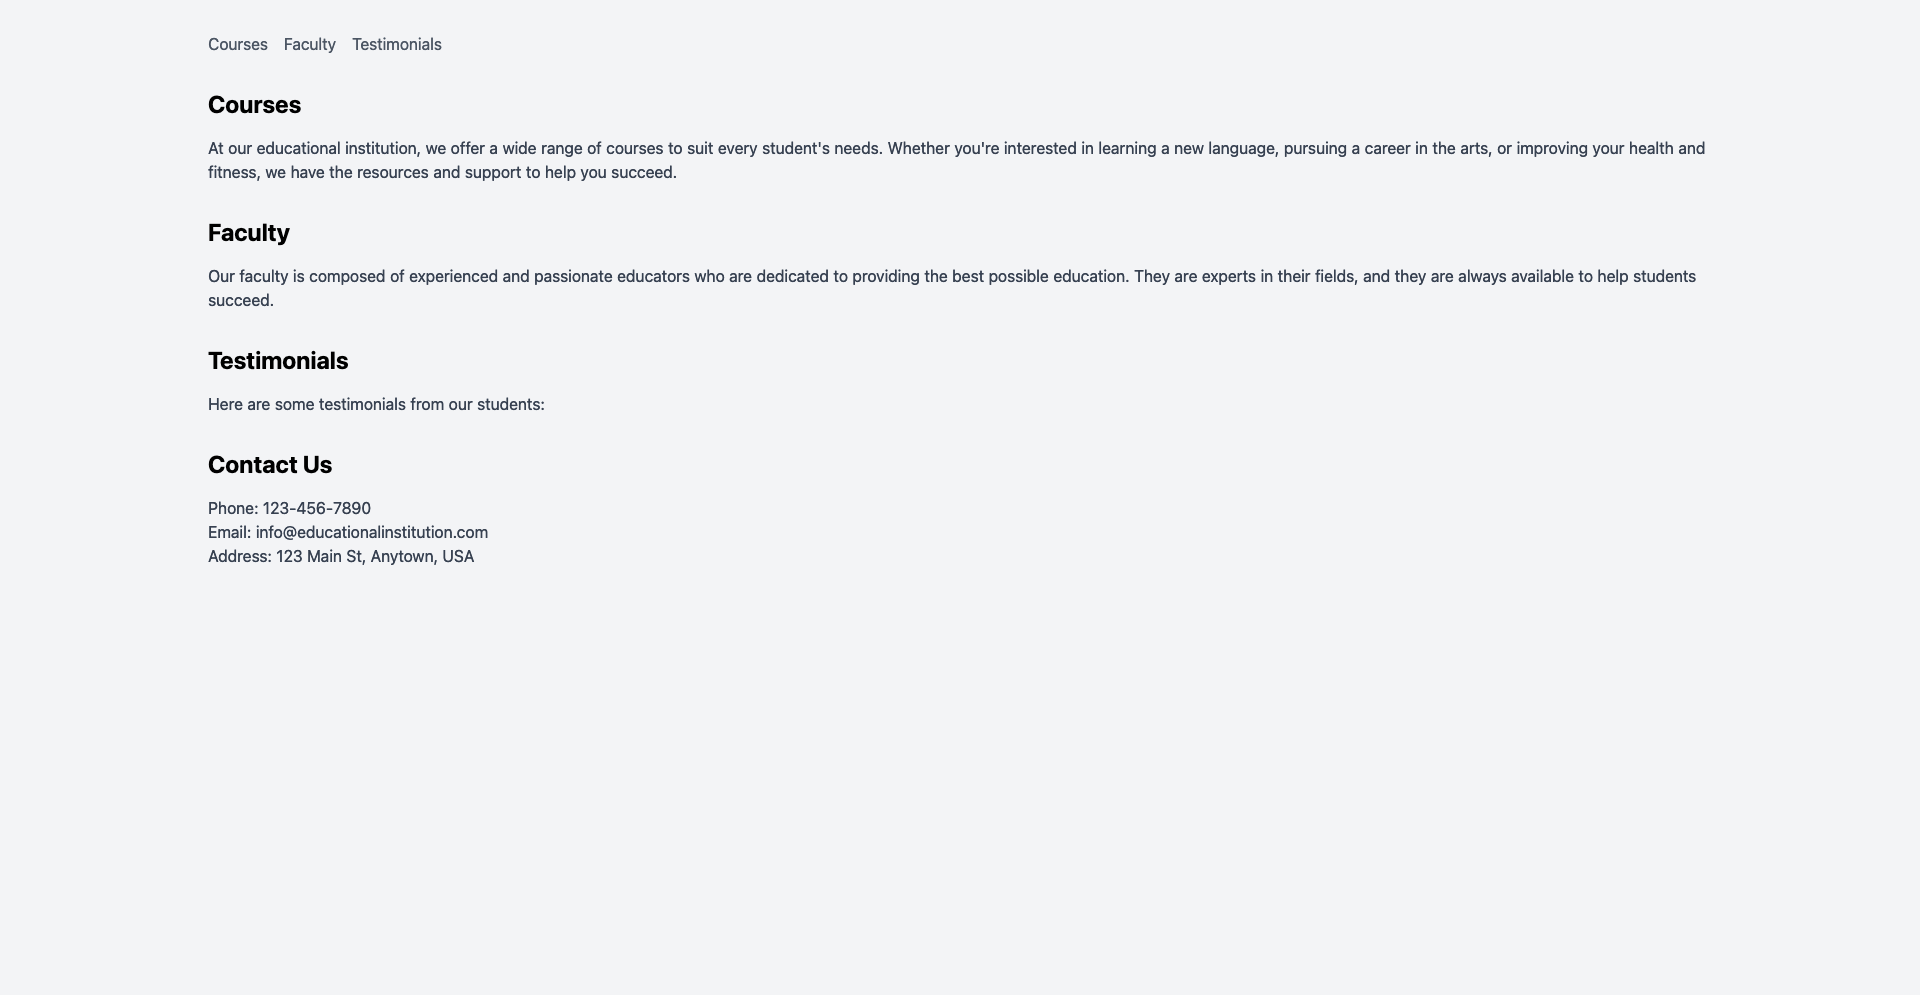 Courses Faculty Testimonials
Courses
At our educational institution, we offer a wide range of courses to suit every student's needs. Whether you're interested in learning a new language, pursuing a career in the arts, or improving your health and
fitness, we have the resources and support to help you succeed.
Faculty
Our faculty is composed of experienced and passionate educators who are dedicated to providing the best possible education. They are experts in their fields, and they are always available to help students
succeed.
Testimonials
Here are some testimonials from our students:
Contact Us
Phone: 123-456-7890
Email: info@educationalinstitution.com
Address: 123 Main St, Anytown, USA